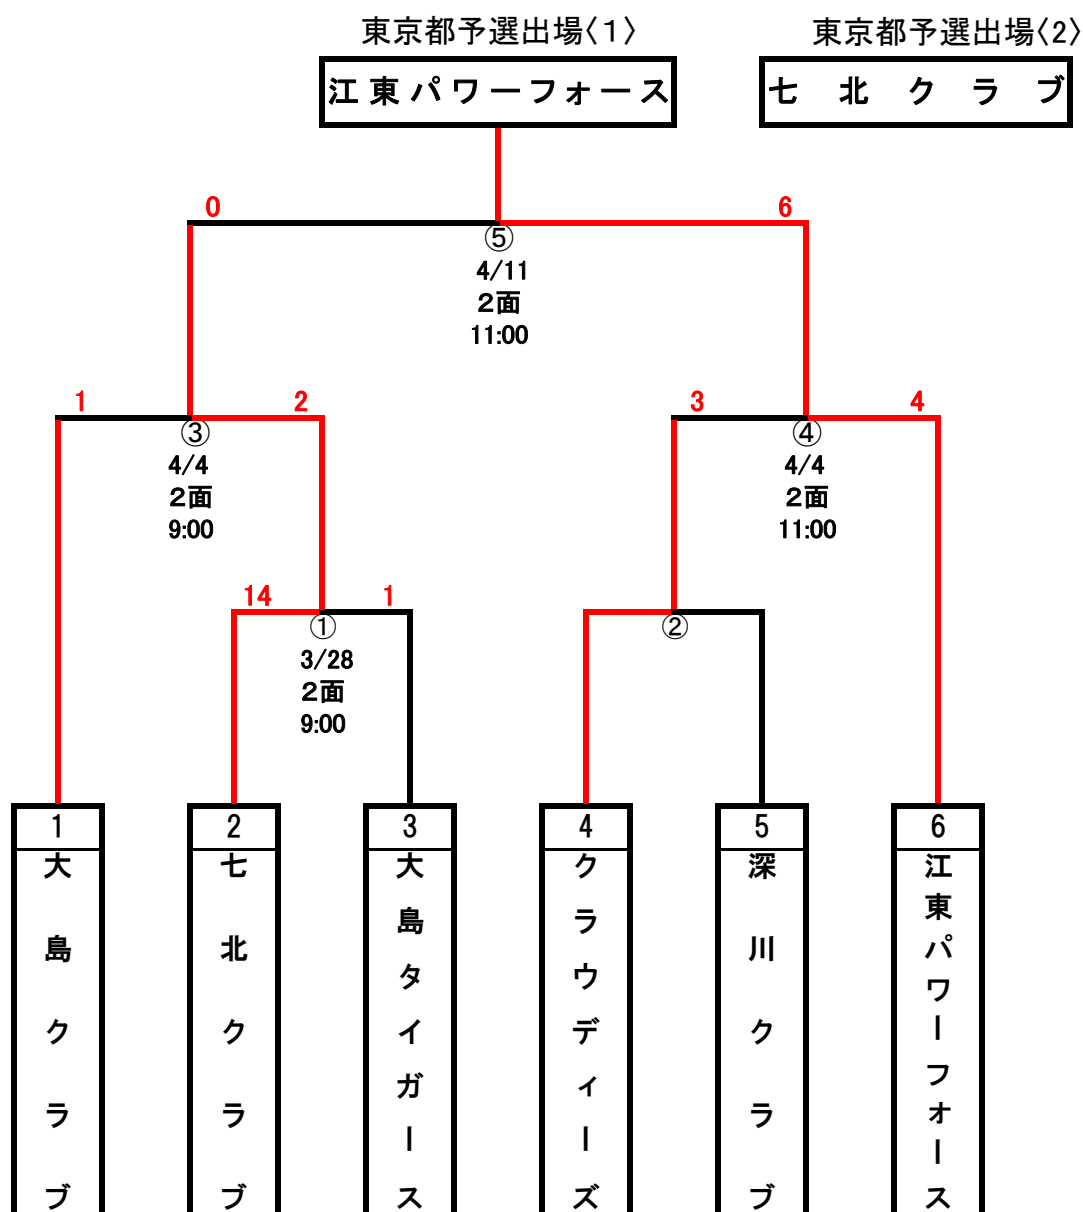 東京都予選出場〈1〉
東京都予選出場〈2〉
江東パワーフォース
七北クラブ
0
6
⑤
4/11
2面
11:00
1
2
3
4
③
4/4
2面
9:00
④
4/4
2面
11:00
14
1
①
3/28
2面
9:00
②
1
大島クラブ
2
七北クラブ
3
大島タイガース
4
クラウディーズ
5
深川クラブ
6
江東パワーフォース